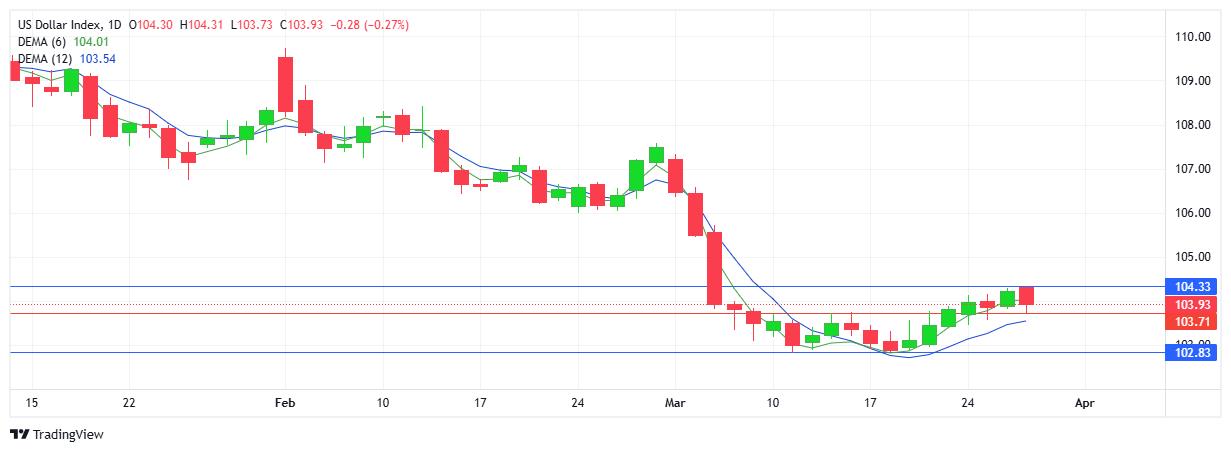 US Dollar Index, 1D O104.30 H104.31 L103.73 C103.93 −0.28 (−0.27%)
DEMA (6) 104.01
DEMA (12) 103.54
110.00
109.00
108.00
107.00
106.00
105.00
104.33
103.93
103.71
103.00
102.83
15 22 Feb 10 17 24 Mar 10 17 24 Apr
TradingView